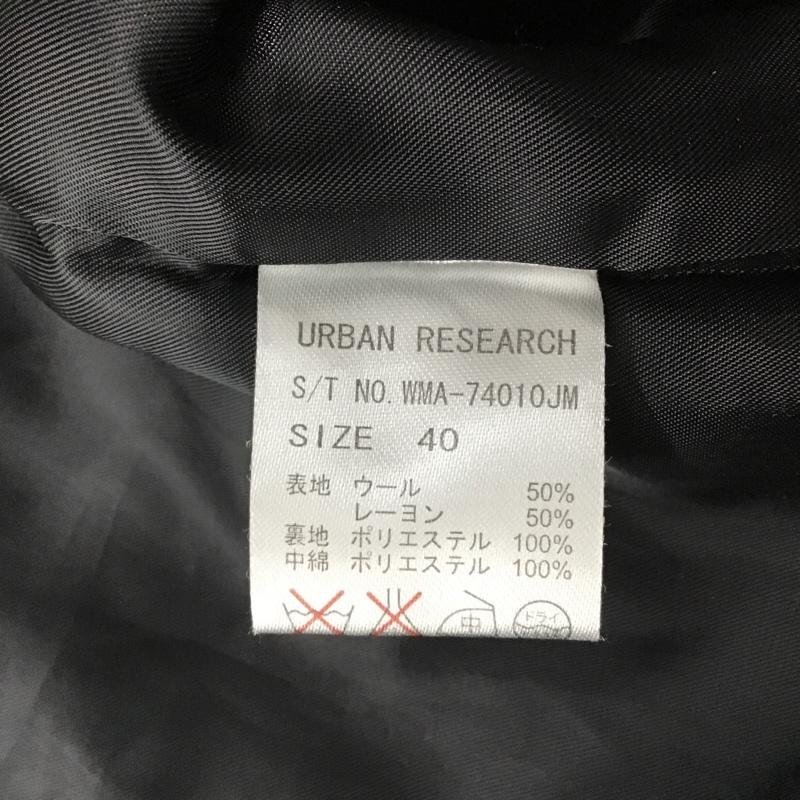 URBAN RESEARCH
S/T NO. WMA-74010JM
SIZE 40
表地 ウール 50%
レーヨン 50%
裏地 ポリエステル 100%
中綿 ポリエステル 100%
中 ドライ